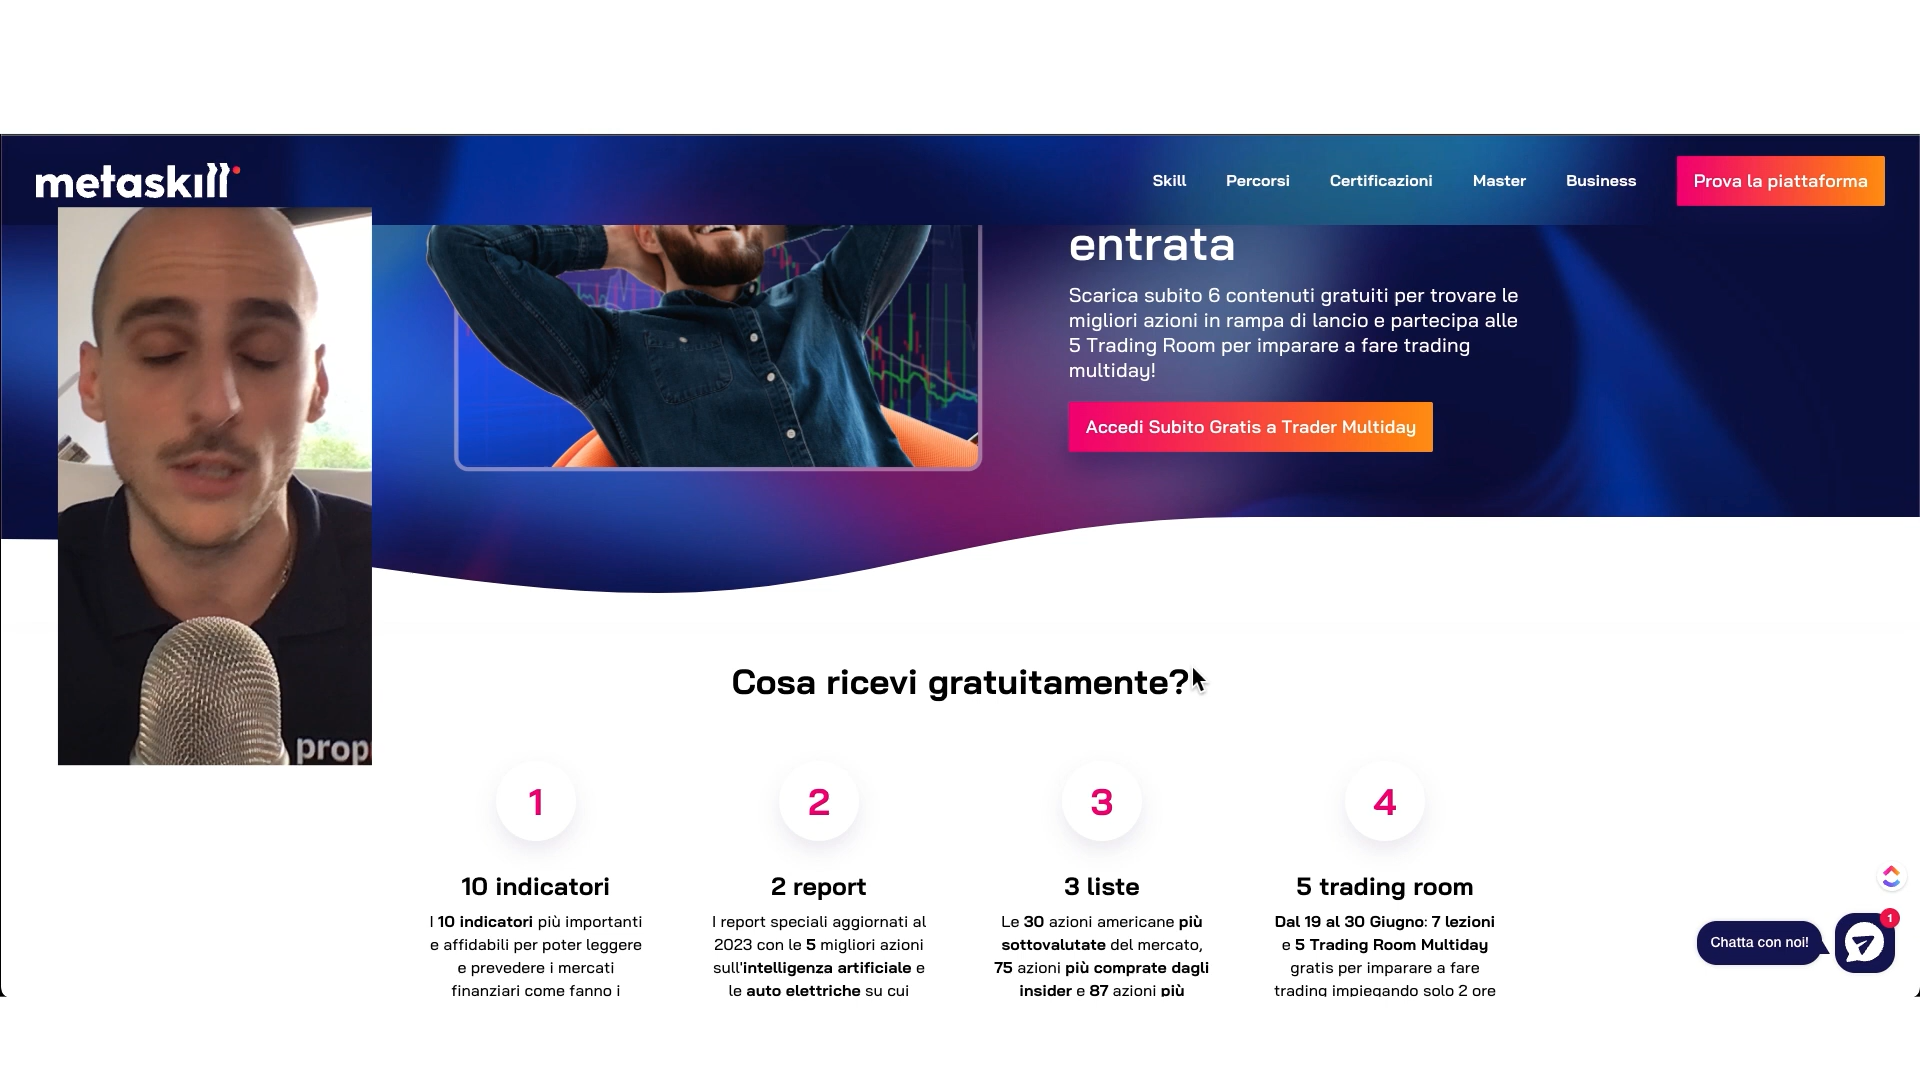 metaskill
Skill
Percorsi
Certificazioni
Master
Business
Prova la piattaforma
entrata
Scarica subito 6 contenuti gratuiti per trovare le
migliori azioni in rampa di lancio e partecipa alle
5 Trading Room per imparare a fare trading
multiday!
Accedi Subito Gratis a Trader Multiday
prop
Cosa ricevi gratuitamente?
1
10 indicatori
I 10 indicatori più importanti
e affidabili per poter leggere
e prevedere i mercati
finanziari come fanno i
2
2 report
I report speciali aggiornati al
2023 con le 5 migliori azioni
sull'intelligenza artificiale e
le auto elettriche su cui
3
3 liste
Le 30 azioni americane più
sottovalutate del mercato,
75 azioni più comprate dagli
insider e 87 azioni più
4
5 trading room
Dal 19 al 30 Giugno: 7 lezioni
e 5 Trading Room Multiday
gratis per imparare a fare
trading impiegando solo 2 ore
Chatta con noi!
1